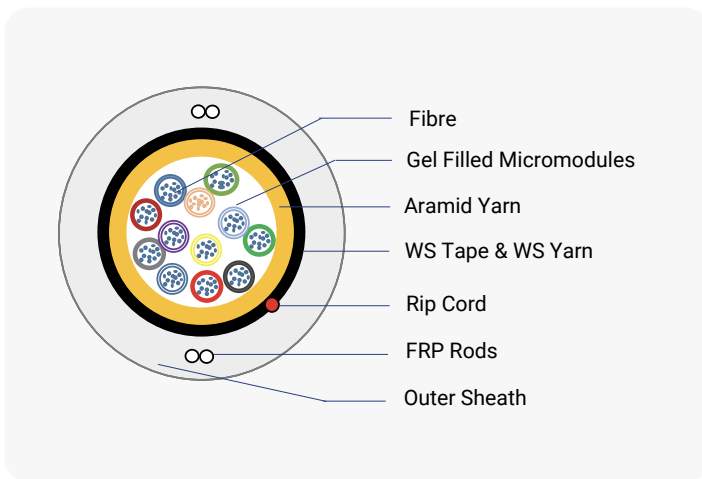 Fibre
Gel Filled Micromodules
Aramid Yarn
WS Tape & WS Yarn
Rip Cord
FRP Rods
Outer Sheath